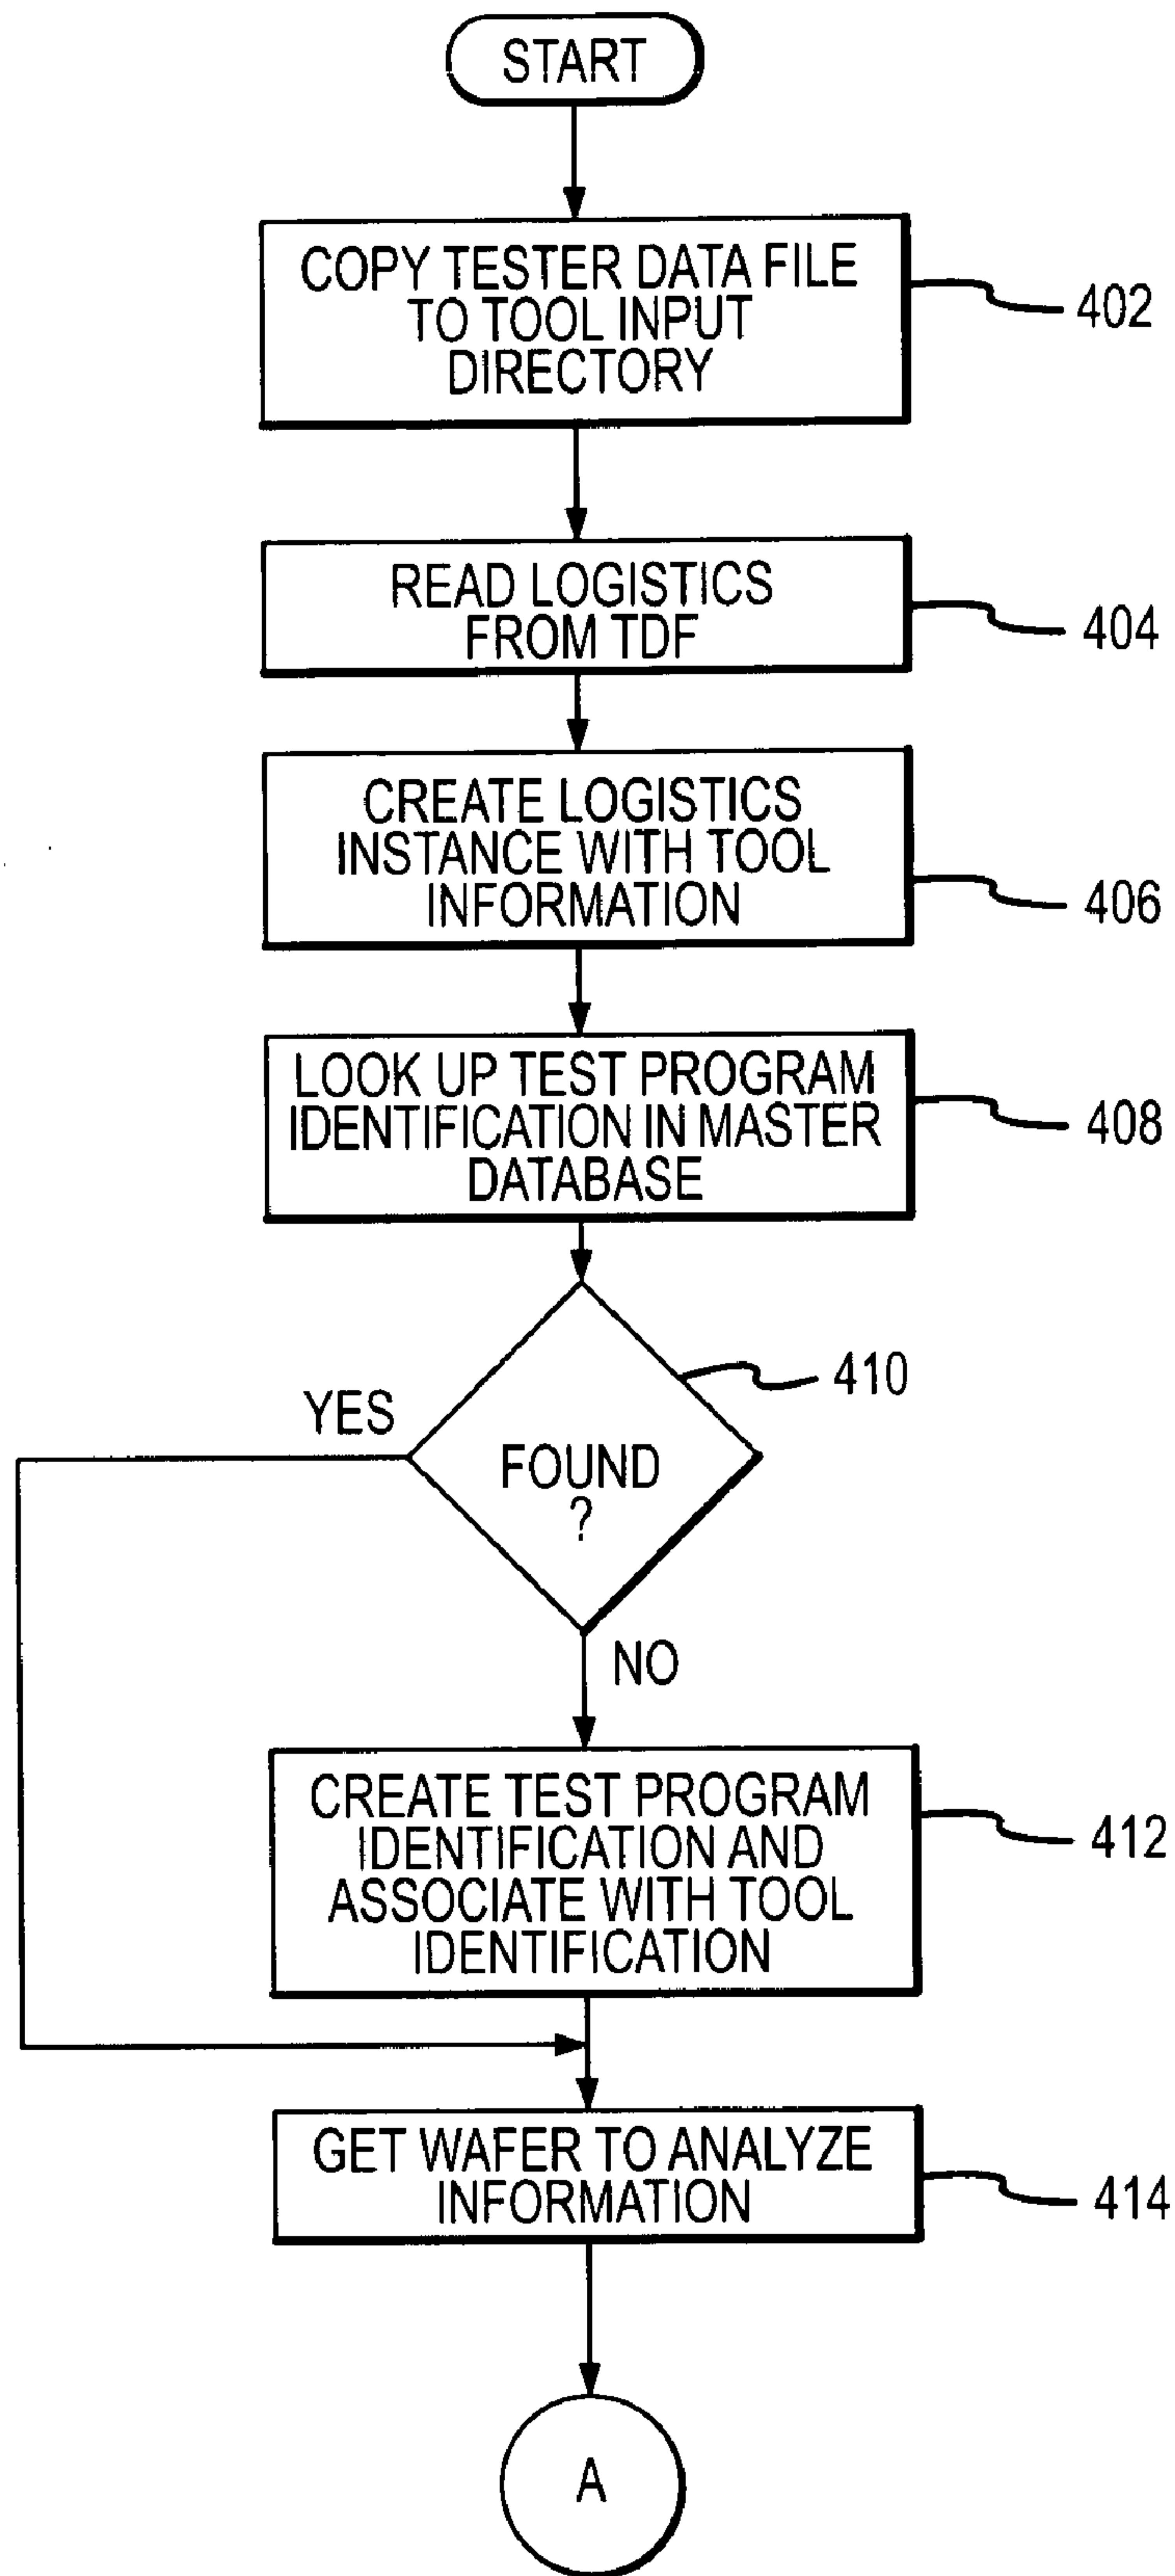 START
COPY TESTER DATA FILE
TO TOOL INPUT
DIRECTORY
402
READ LOGISTICS
FROM TDF
404
CREATE LOGISTICS
INSTANCE WITH TOOL
INFORMATION
406
LOOK UP TEST PROGRAM
IDENTIFICATION IN MASTER
DATABASE
408
410
YES
FOUND
?
NO
CREATE TEST PROGRAM
IDENTIFICATION AND
ASSOCIATE WITH TOOL
IDENTIFICATION
412
GET WAFER TO ANALYZE
INFORMATION
414
A